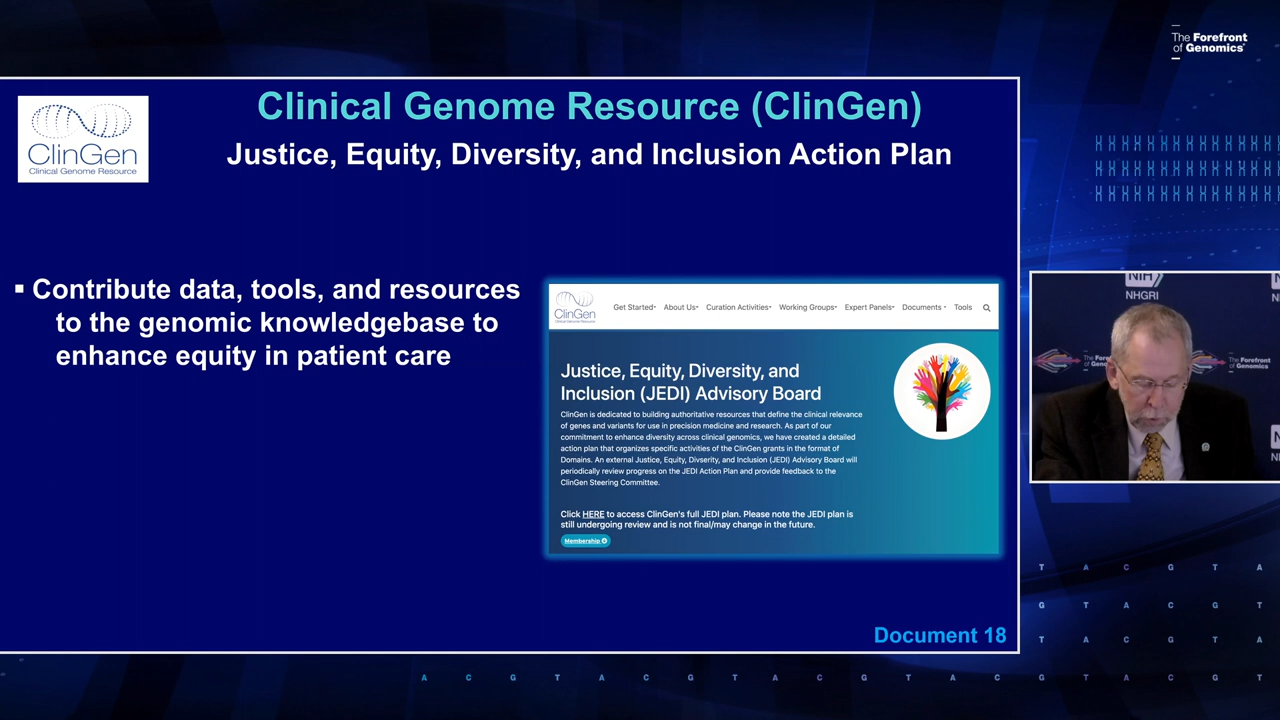 The Forefront
of Genomics®
Clinical Genome Resource (ClinGen)
Justice, Equity, Diversity, and Inclusion Action Plan
ClinGen
Clinical Genome Resource
▪ Contribute data, tools, and resources
to the genomic knowledgebase to
enhance equity in patient care
ClinGen
Clinical Genome Resource
Get Started About Us Curation Activities Working Groups Expert Panels Documents Tools
Justice, Equity, Diversity, and
Inclusion (JEDI) Advisory Board
ClinGen is dedicated to building authoritative resources that define the clinical relevance
of genes and variants for use in precision medicine and research. As part of our
commitment to enhance diversity across clinical genomics, we have created a detailed
action plan that organizes specific activities of the ClinGen grants in the format of
Domains. An external Justice, Equity, Divserity, and Inclusion (JEDI) Advisory Board will
periodically review progress on the JEDI Action Plan and provide feedback to the
ClinGen Steering Committee.
Click HERE to access ClinGen's full JEDI plan. Please note the JEDI plan is
still undergoing review and is not final/may change in the future.
Membership
Document 18
NIH
NHGRI
The Forefront
of Genomics
T A C G T A
G T A C G T
T A C G T A
A C G T A C G T A C G T A C G T A C G T